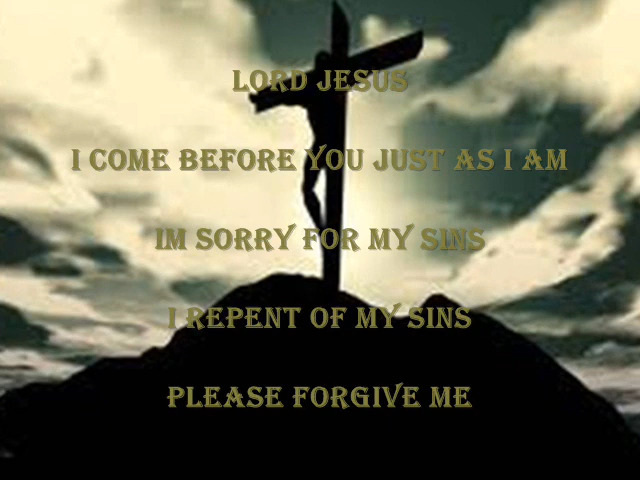 LORD JESUS
I COME BEFORE YOU JUST AS I AM
IM SORRY FOR MY SINS
I REPENT OF MY SINS
PLEASE FORGIVE ME